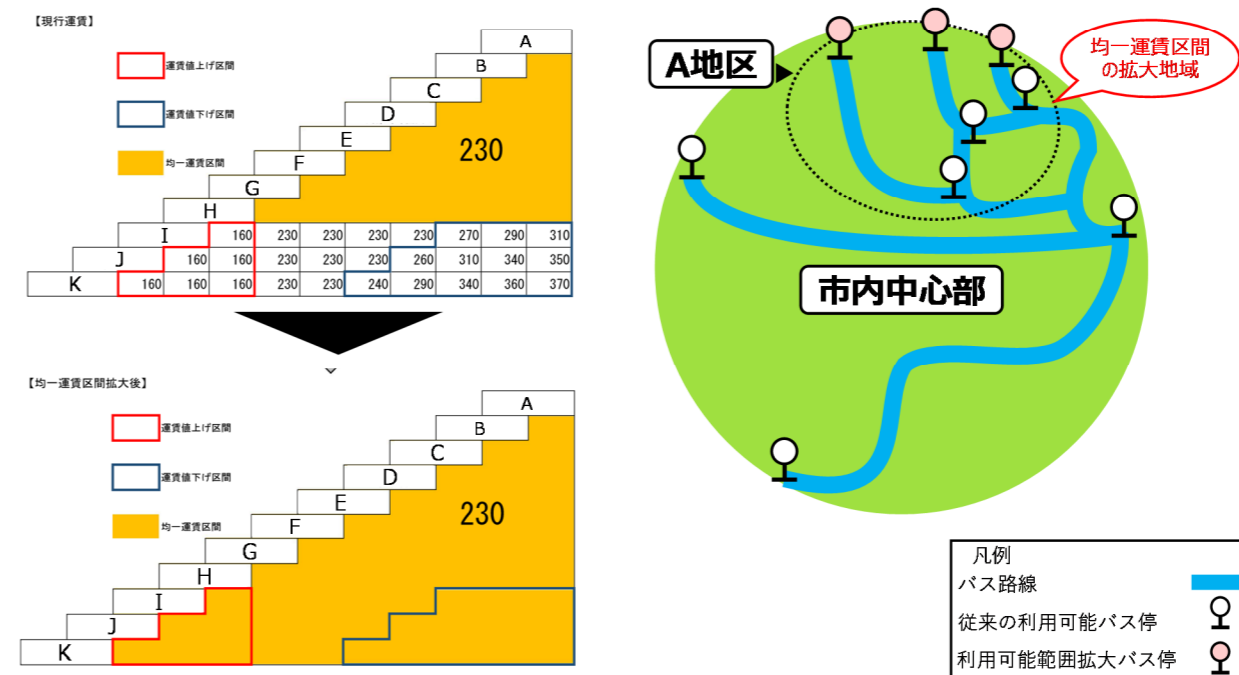 【現行運賃】
運賃値上げ区間
運賃値下げ区間
均一運賃区間
A
B
C
D
E
F
G
H
230
I 160 230 230 230 230 270 290 310
J 160 160 230 230 230 260 310 340 350
K 160 160 160 230 230 240 290 340 360 370
【均一運賃区間拡大後】
運賃値上げ区間
運賃値下げ区間
均一運賃区間
A
B
C
D
E
F
G
H
I
J
K
230
A地区
均一運賃区間
の拡大地域
市内中心部
凡例
バス路線
従来の利用可能バス停
利用可能範囲拡大バス停